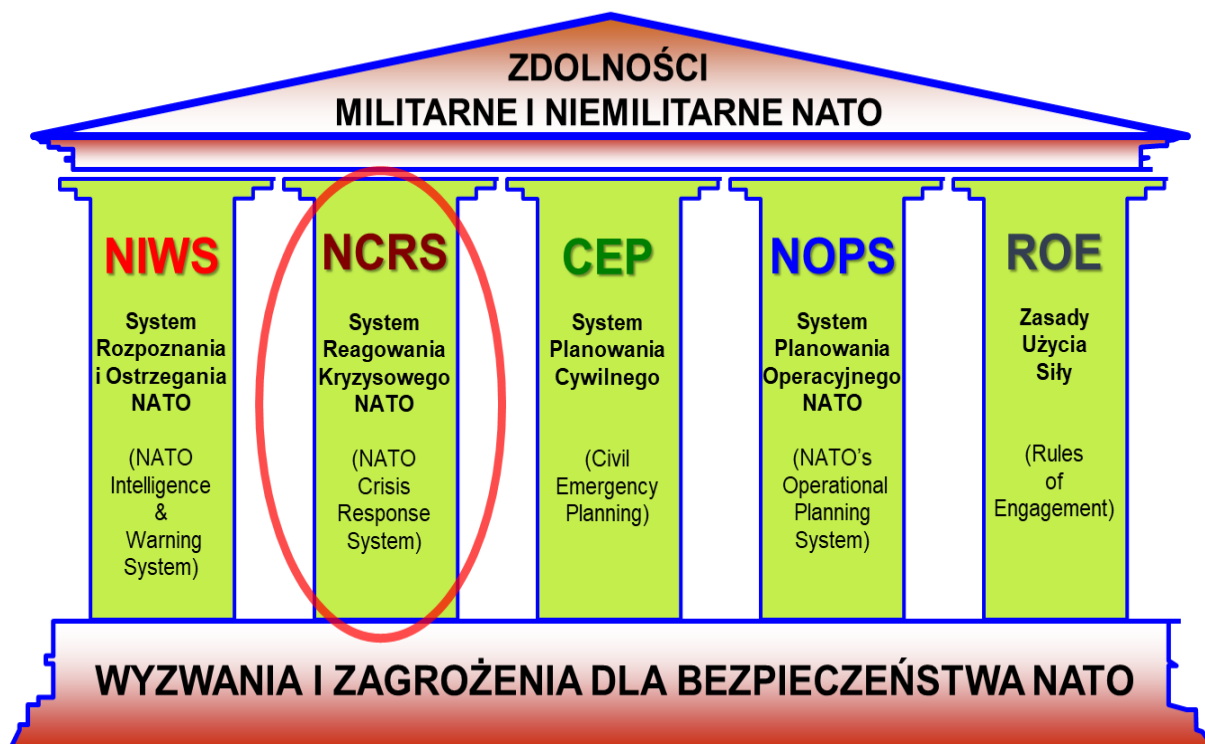 ZDOLNOŚCI
MILITARNE I NIEMILITARNE NATO
NIWS
System
Rozpoznania
i Ostrzegania
NATO
(NATO
Intelligence
&
Warning
System)
NCRS
System
Reagowania
Kryzysowego
NATO
(NATO
Crisis
Response
System)
CEP
System
Planowania
Cywilnego
(Civil
Emergency
Planning)
NOPS
System
Planowania
Operacyjnego
NATO
(NATO's
Operational
Planning
System)
ROE
Zasady
Użycia
Siły
(Rules
of
Engagement)
WYZWANIA I ZAGROŻENIA DLA BEZPIECZEŃSTWA NATO